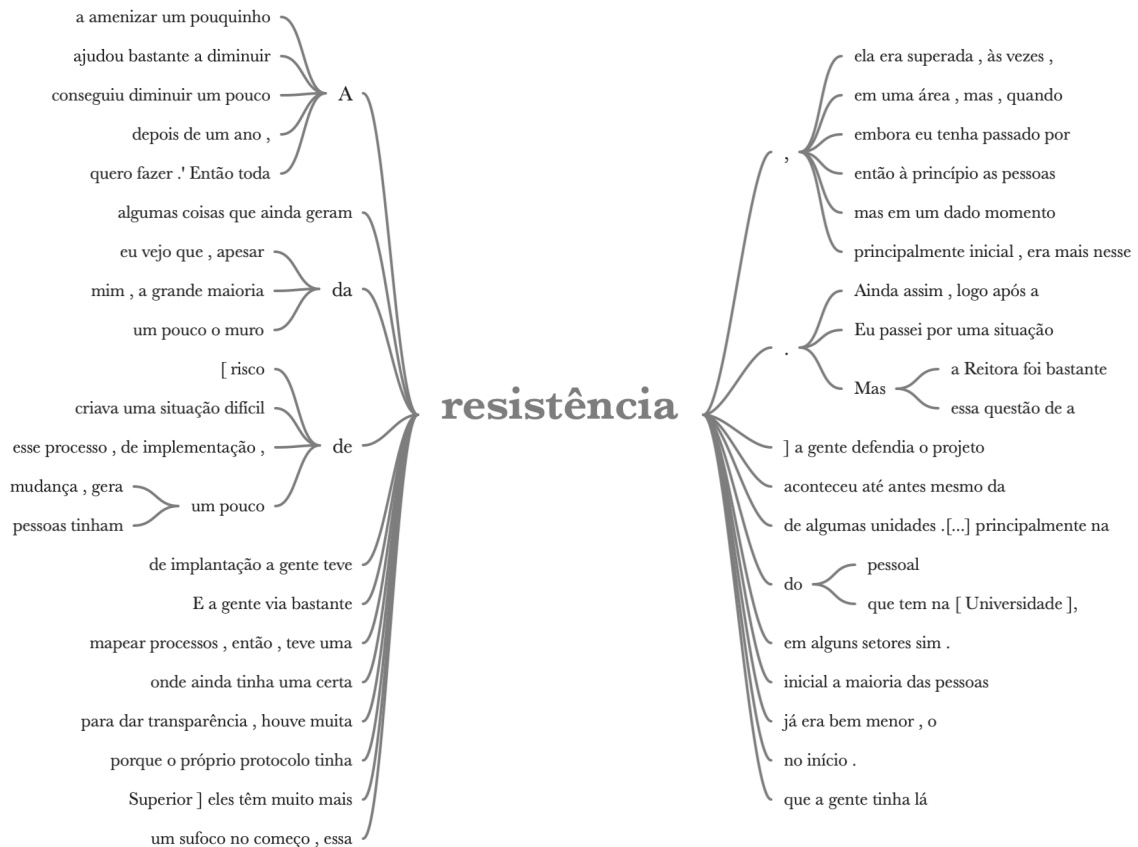 a amenizar um pouquinho
ajudou bastante a diminuir
conseguiu diminuir um pouco
depois de um ano ,
quero fazer .' Então toda
A
algumas coisas que ainda geram
eu vejo que , apesar
mim , a grande maioria
um pouco o muro
da
[ risco
criava uma situação difícil
esse processo , de implementação ,
de
mudança , gera
pessoas tinham
um pouco
de implantação a gente teve
E a gente via bastante
mapear processos , então , teve uma
onde ainda tinha uma certa
para dar transparência , houve muita
porque o próprio protocolo tinha
Superior ] eles têm muito mais
um sufoco no começo , essa
resistência
,
ela era superada , às vezes ,
em uma área , mas , quando
embora eu tenha passado por
então à princípio as pessoas
mas em um dado momento
principalmente inicial , era mais nesse
.
Ainda assim , logo após a
Eu passei por uma situação
Mas
a Reitora foi bastante
essa questão de a
] a gente defendia o projeto
aconteceu até antes mesmo da
de algumas unidades .[...] principalmente na
do
pessoal
que tem na [ Universidade ],
em alguns setores sim .
inicial a maioria das pessoas
já era bem menor , o
no início .
que a gente tinha lá